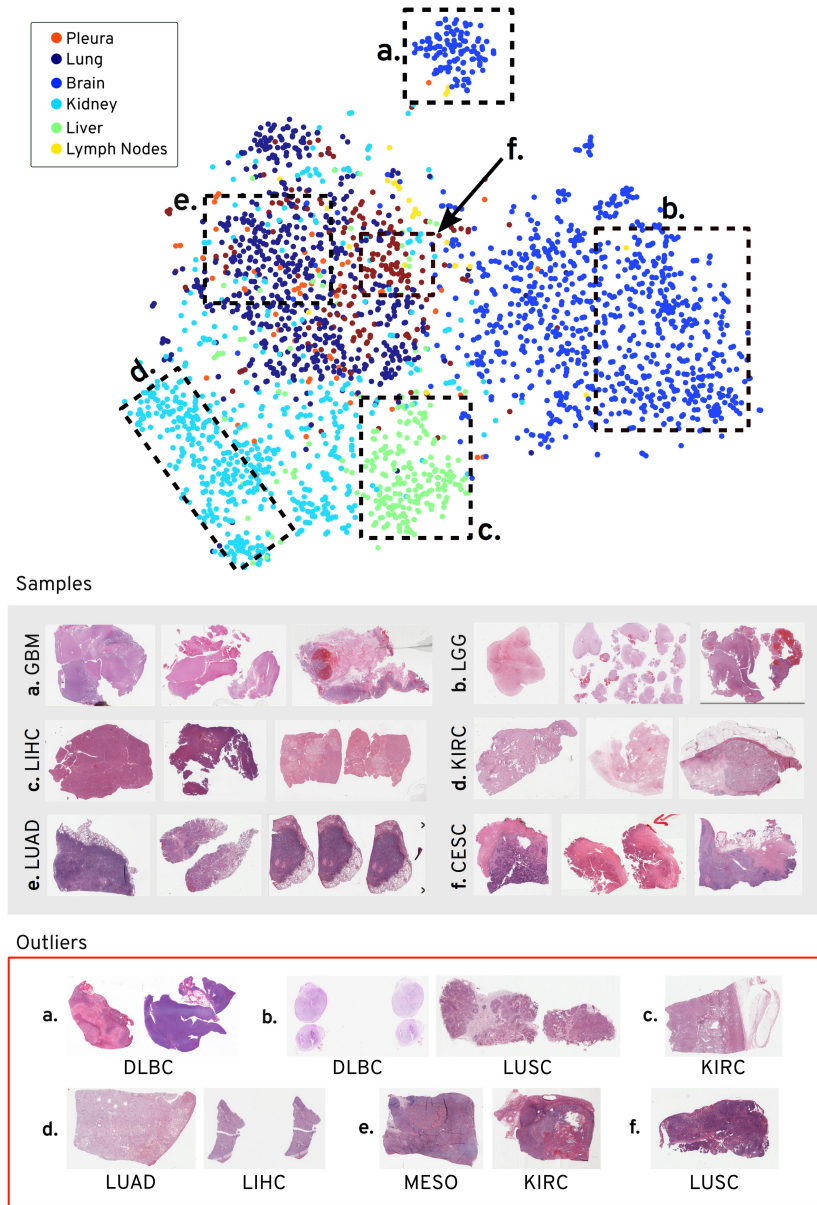 Pleura
Lung
Brain
Kidney
Liver
Lymph Nodes
a.
f.
e.
b.
d.
c.
Samples
a. GBM
b. LGG
c. LIHC
d. KIRC
e. LUAD
f. CESC
Outliers
a.
DLBC
b.
DLBC
LUSC
c.
KIRC
d.
LUAD
LIHC
e.
MESO
KIRC
f.
LUSC